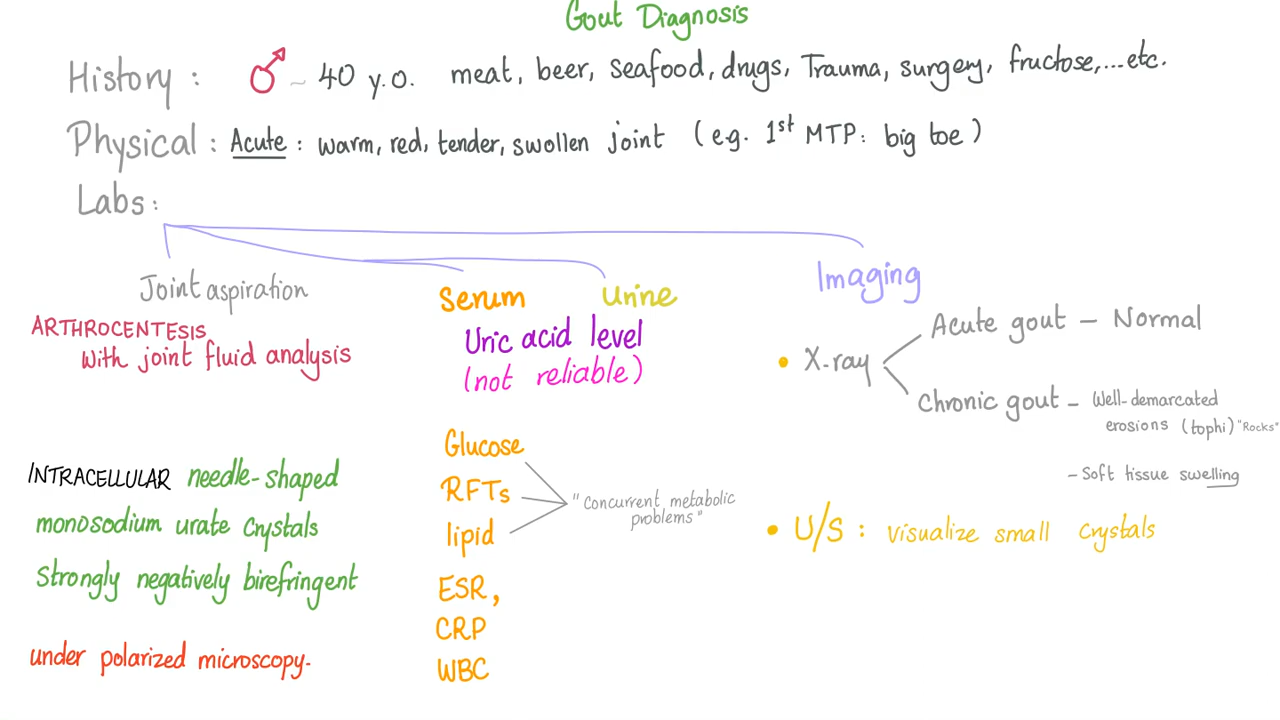 Gout Diagnosis
History : ♂ ~ 40 y.o. meat, beer, seafood, drugs, Trauma, surgery, fructose,...etc.
Physical : Acute : warm, red, tender, swollen joint (e.g. 1st MTP: big toe)
Labs:
Joint aspiration
ARTHROCENTESIS
With joint fluid analysis
INTRACELLULAR needle-shaped
monosodium urate crystals
Strongly negatively birefringent
under polarized microscopy.
Serum Urine
Uric acid level
(not reliable)
Glucose
RFTs
lipid
"Concurrent metabolic
problems"
ESR,
CRP
WBC
Imaging
• X-ray
Acute gout - Normal
Chronic gout - Well-demarcated
erosions (tophi) "Rocks"
- Soft tissue swelling
• U/S : Visualize small crystals